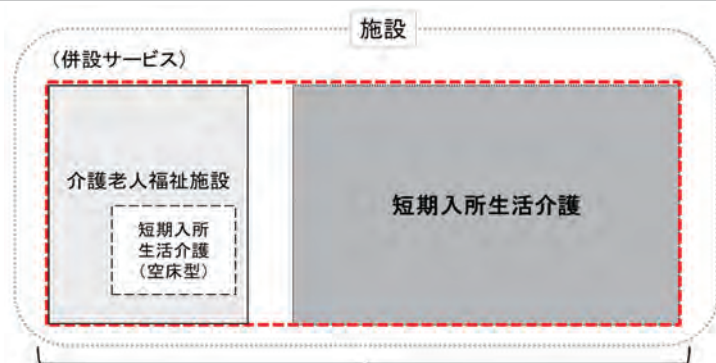 施設
（併設サービス）
介護老人福祉施設
短期入所
生活介護
（空床型）
短期入所生活介護